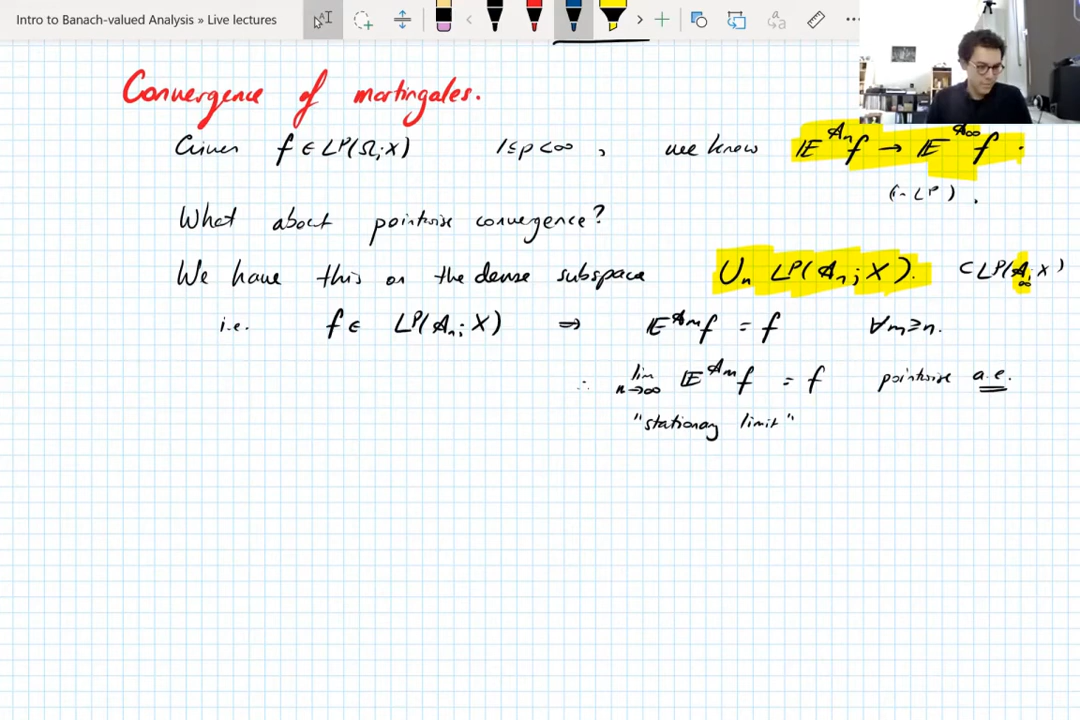 Intro to Banach-valued Analysis » Live lectures
Convergence of martingales.
Given f ∈ L^p(Ω; X) 1≤p<∞, we know E^{A_n} f → E^{A_∞} f.
(in L^p).
What about pointwise convergence?
We have this on the dense subspace ⋃_n L^p(A_n; X). ⊂ L^p(A_∞; X)
i.e. f ∈ L^p(A_n; X) ⇒ E^{A_m} f = f ∀m≥n.
∴ lim_{n→∞} E^{A_m} f = f pointwise a.e.
"stationary limit"